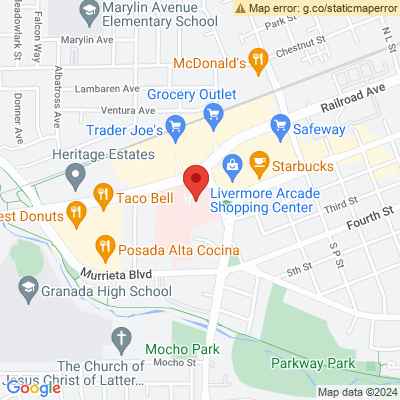 Map error: g.co/staticmaperror
Marylin Avenue
Elementary School
Park St
N L St
Meadowlark St
Falcon Way
Marylin Ave
Chestnut St
McDonald's
Albatross Ave
Donner Ave
Lambaren Ave
Grocery Outlet
Railroad Ave
Ventura Ave
Trader Joe's
Safeway
Heritage Estates
Starbucks
Taco Bell
Livermore Arcade
Shopping Center
Third St
est Donuts
Fourth St
Posada Alta Cocina
S P St
Murrieta Blvd
5th St
Granada High School
Mocho Park
Mocho St
The Church of
Jesus Christ of Latter...
Parkway Park
Map data ©2024